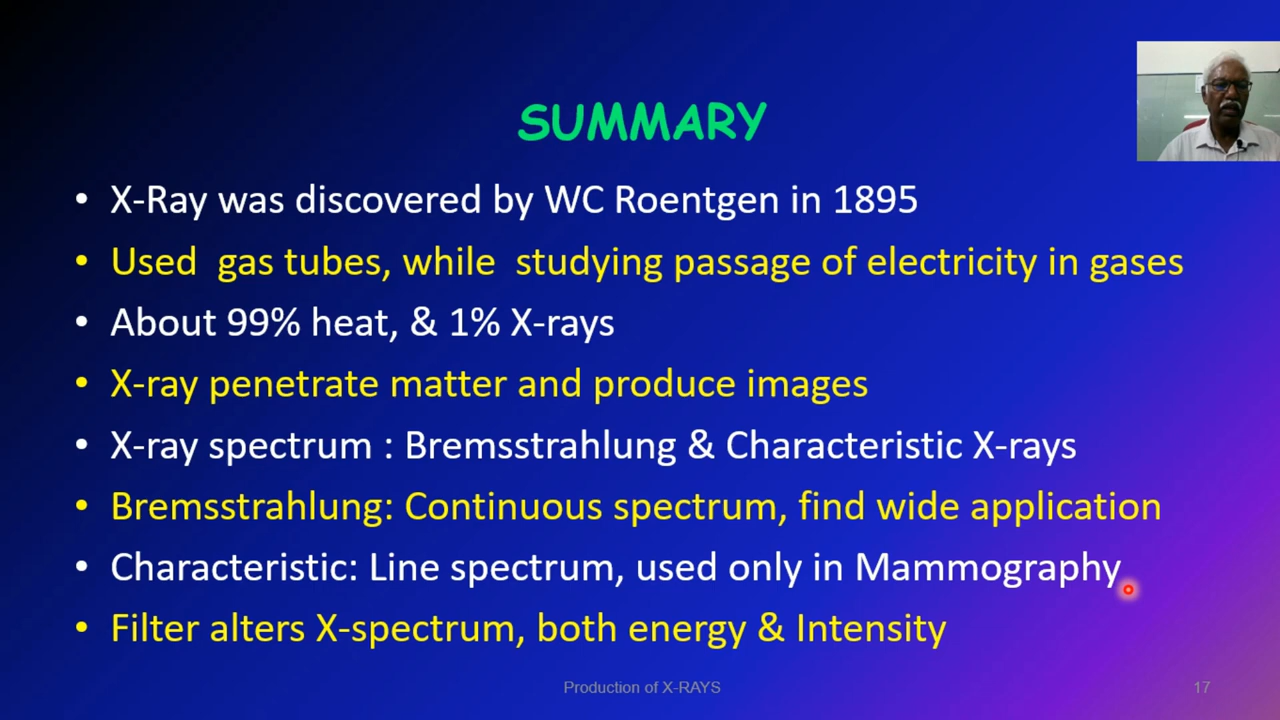 SUMMARY
• X-Ray was discovered by WC Roentgen in 1895
• Used gas tubes, while studying passage of electricity in gases
• About 99% heat, & 1% X-rays
• X-ray penetrate matter and produce images
• X-ray spectrum : Bremsstrahlung & Characteristic X-rays
• Bremsstrahlung: Continuous spectrum, find wide application
• Characteristic: Line spectrum, used only in Mammography
• Filter alters X-spectrum, both energy & Intensity
Production of X-RAYS
17